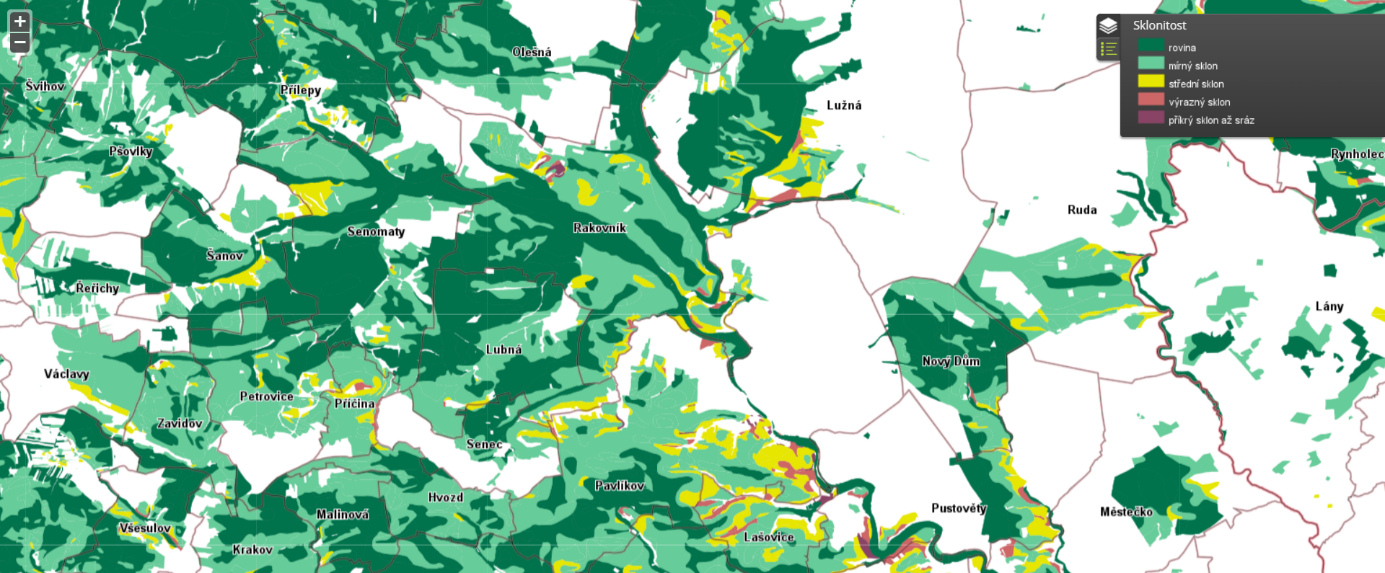 +
−
Sklonitost
rovina
mírný sklon
střední sklon
výrazný sklon
příkrý sklon až sráz
Olešná
Švihov
Přílepy
Lužná
Pšovlky
Rynholec
Ruda
Rakovník
Senomaty
Šanov
Řeřichy
Lány
Lubná
Nový Dům
Václavy
Petrovice
Příčina
Zavidov
Senec
Pavlíkov
Hvozd
Malinová
Pustověty
Městečko
Všesulov
Lašovice
Krakov